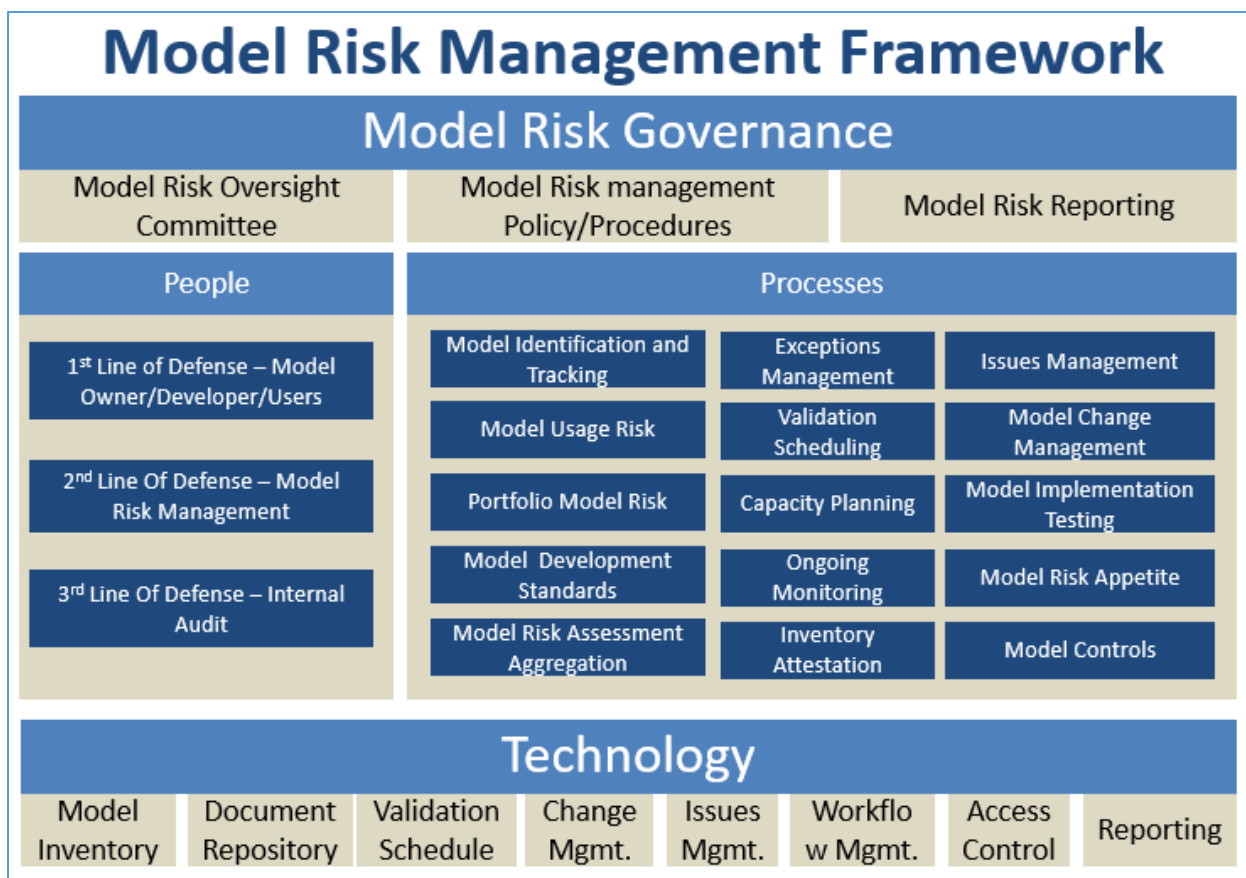 Model Risk Management Framework
Model Risk Governance
Model Risk Oversight
Committee
Model Risk management
Policy/Procedures
Model Risk Reporting
People
1st Line of Defense – Model
Owner/Developer/Users
2nd Line Of Defense – Model
Risk Management
3rd Line Of Defense – Internal
Audit
Processes
Model Identification and
Tracking
Exceptions
Management
Issues Management
Model Usage Risk
Validation
Scheduling
Model Change
Management
Portfolio Model Risk
Capacity Planning
Model Implementation
Testing
Model Development
Standards
Ongoing
Monitoring
Model Risk Appetite
Model Risk Assessment
Aggregation
Inventory
Attestation
Model Controls
Technology
Model
Inventory
Document
Repository
Validation
Schedule
Change
Mgmt.
Issues
Mgmt.
Workflo
w Mgmt.
Access
Control
Reporting